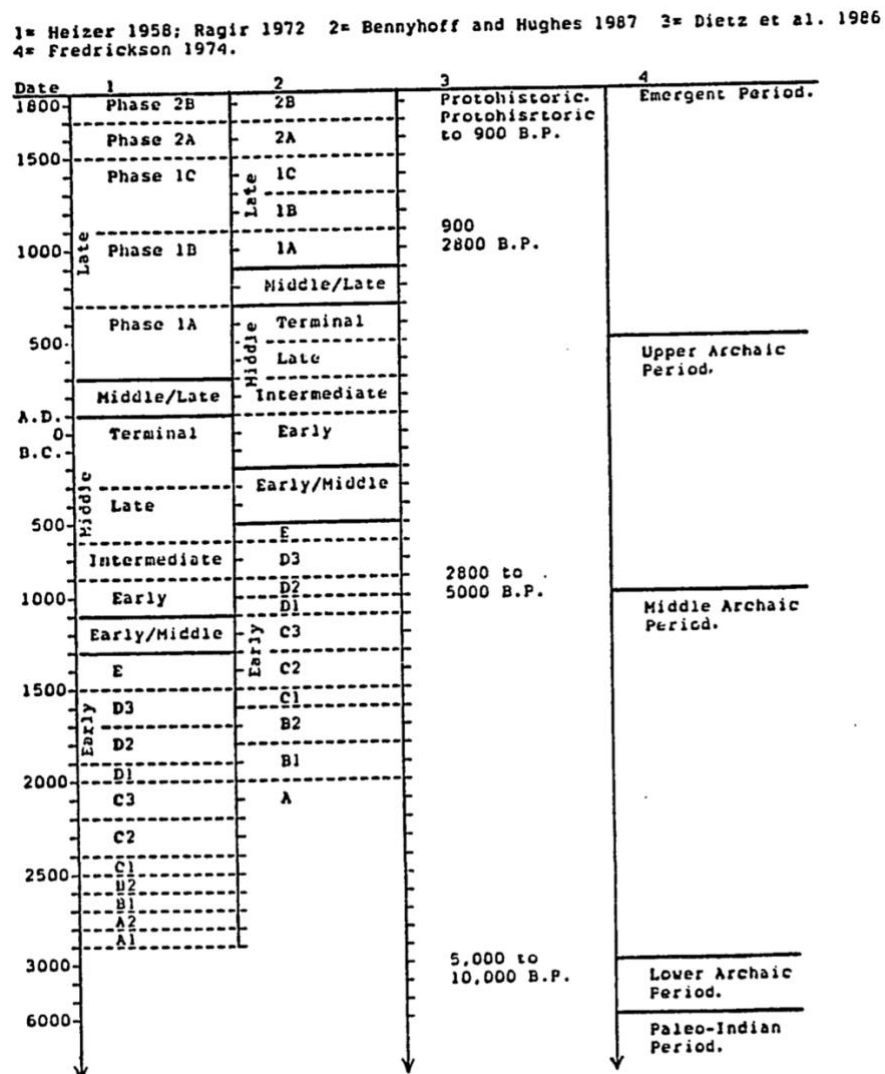 1= Heizer 1958; Ragir 1972 2= Bennyhoff and Hughes 1987 3= Dietz et al. 1986
4= Fredrickson 1974.
Date 1 2 3 4
1800 Phase 2B 2B Protohistoric. Emergent Period.
Protohisrtoric
Phase 2A 2A to 900 B.P.
1500
Phase 1C 1C
Late
1B
900
1000 Late Phase 1B 1A 2800 B.P.
Middle/Late
Phase 1A Terminal
500 Middle Late Upper Archaic
Period.
Middle/Late Intermediate
A.D.
0 Terminal Early
B.C.
Early/Middle
Middle Late
500
E
Intermediate D3
2800 to
D2
1000 Early D1 5000 B.P. Middle Archaic
Period.
Early/Middle C3
Early
E C2
1500
C1
Early D3 B2
D2 B1
D1
2000
C3 A
C2
C1
2500
B2
B1
A2
A1
5,000 to
3000 10,000 B.P. Lower Archaic
Period.
6000 Paleo-Indian
Period.